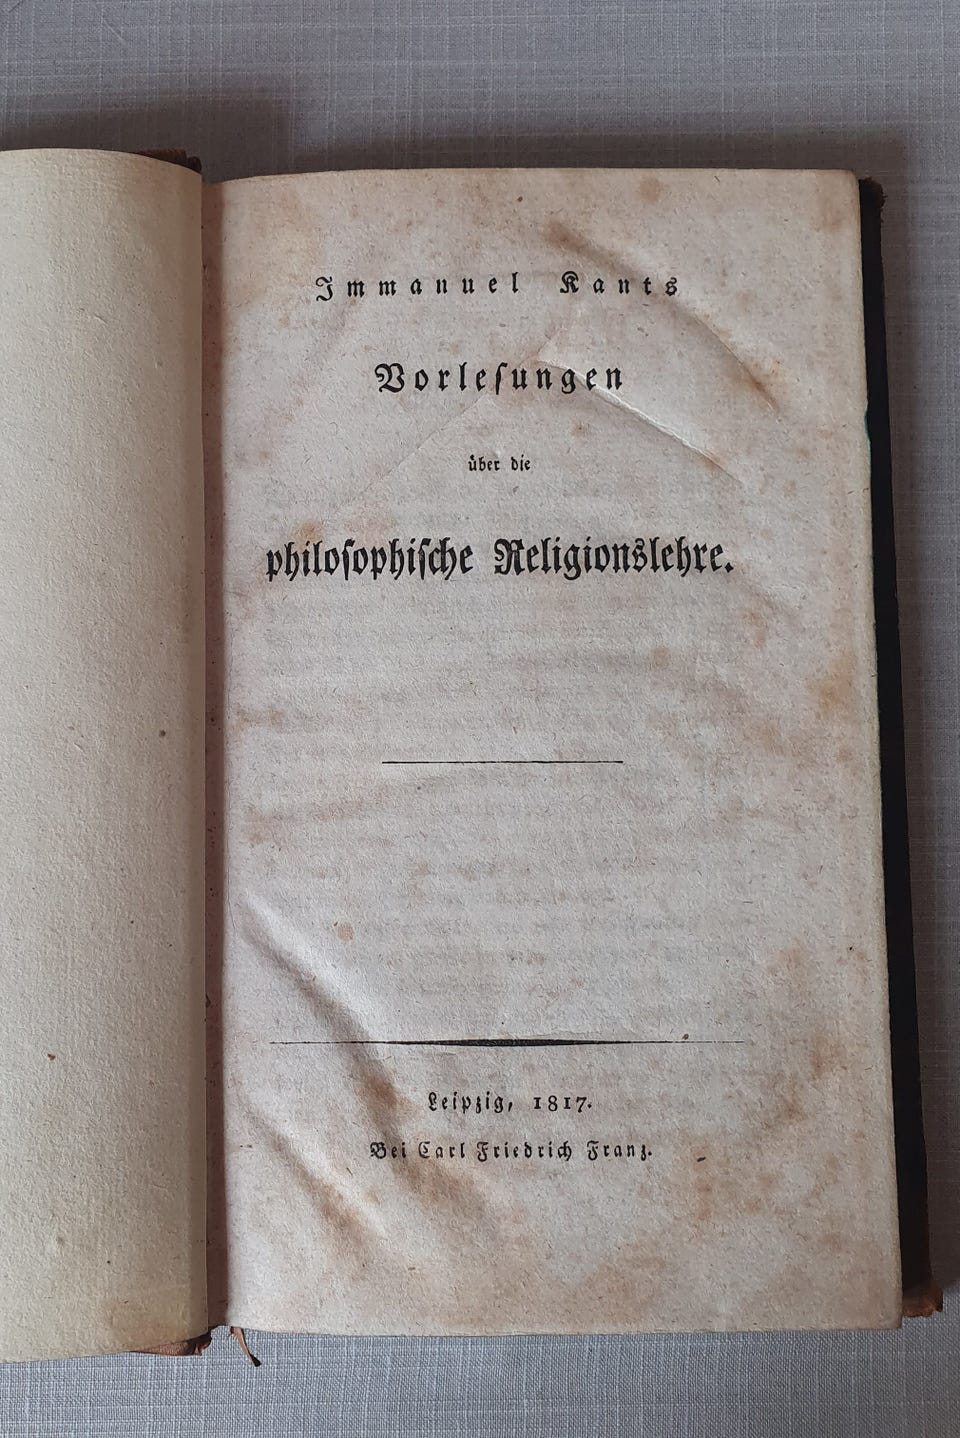 Immanuel Kants
Vorleſungen
über die
philoſophiſche Religionslehre.
Leipzig, 1817.
Bei Carl Friedrich Franz.